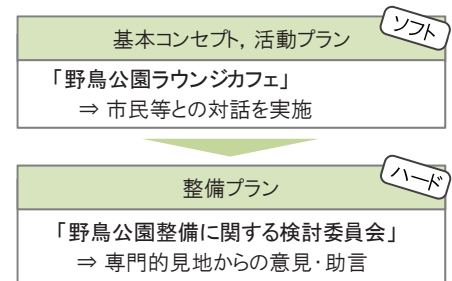 ソフト
基本コンセプト,活動プラン
「野鳥公園ラウンジカフェ」
⇒ 市民等との対話を実施
ハード
整備プラン
「野鳥公園整備に関する検討委員会」
⇒ 専門的見地からの意見・助言